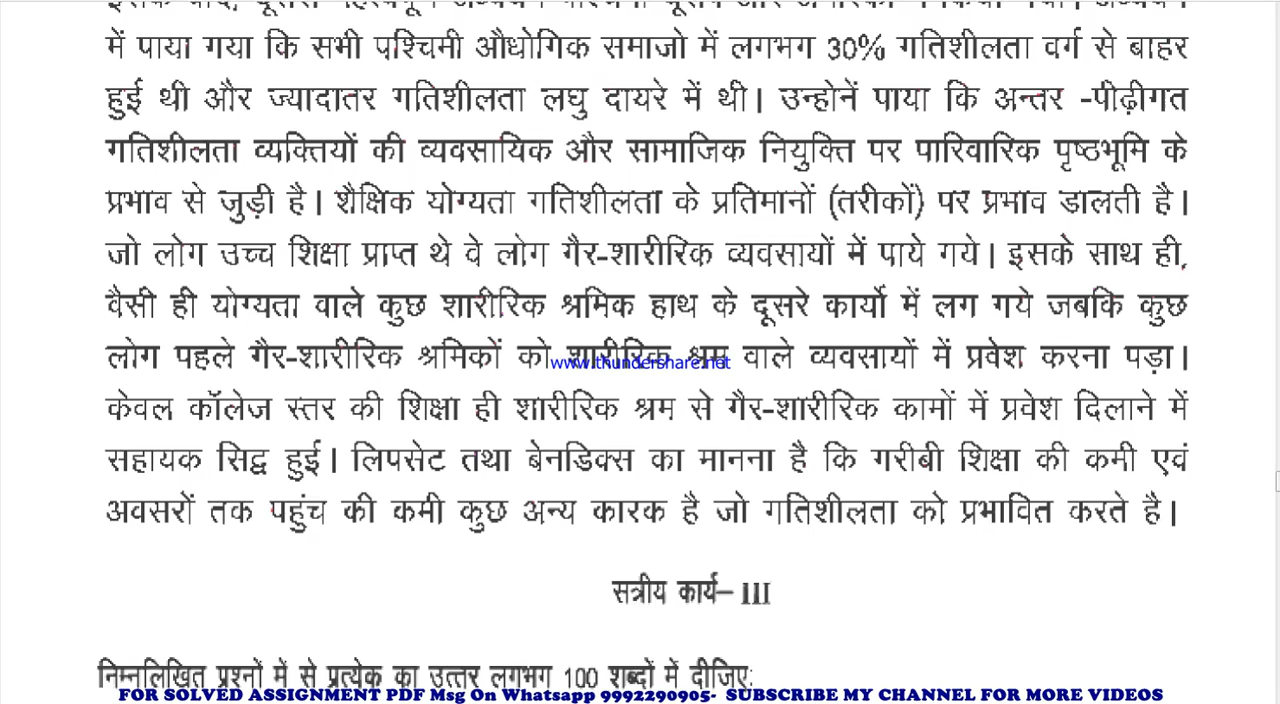 में पाया गया कि सभी पश्चिमी औधोगिक समाजो में लगभग 30% गतिशीलता वर्ग से बाहर
हुई थी और ज्यादातर गतिशीलता लघु दायरे में थी। उन्होनें पाया कि अन्तर -पीढ़ीगत
गतिशीलता व्यक्तियों की व्यवसायिक और सामाजिक नियुक्ति पर पारिवारिक पृष्ठभूमि के
प्रभाव से जुड़ी है। शैक्षिक योग्यता गतिशीलता के प्रतिमानों (तरीकों) पर प्रभाव डालती है।
जो लोग उच्च शिक्षा प्राप्त थे वे लोग गैर-शारीरिक व्यवसायों में पाये गये। इसके साथ ही,
वैसी ही योग्यता वाले कुछ शारीरिक श्रमिक हाथ के दूसरे कार्यो में लग गये जबकि कुछ
लोग पहले गैर-शारीरिक श्रमिकों को शारीरिक श्रम वाले व्यवसायों में प्रवेश करना पड़ा।
www.thundershare.net
केवल कॉलेज स्तर की शिक्षा ही शारीरिक श्रम से गैर-शारीरिक कामों में प्रवेश दिलाने में
सहायक सिद्व हुई। लिपसेट तथा बेनडिक्स का मानना है कि गरीबी शिक्षा की कमी एवं
अवसरों तक पहुंच की कमी कुछ अन्य कारक है जो गतिशीलता को प्रभावित करते है।
सत्रीय कार्य– III
निम्नलिखित प्रश्नों में से प्रत्येक का उत्तर लगभग 100 शब्दों में दीजिए:
FOR SOLVED ASSIGNMENT PDF Msg On Whatsapp 9992290905- SUBSCRIBE MY CHANNEL FOR MORE VIDEOS